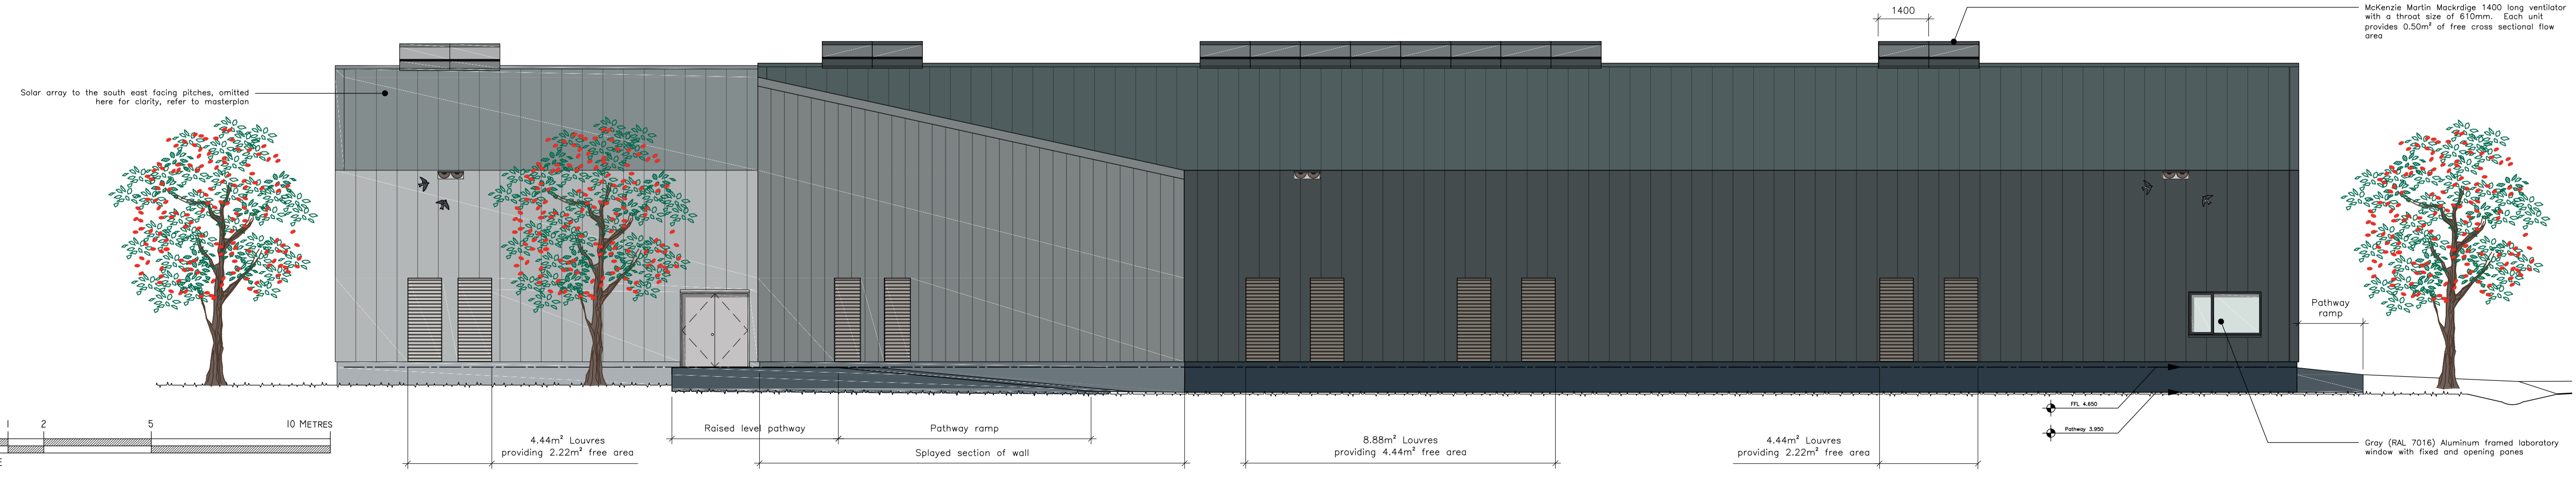 1400
McKenzie Martin Mackrdige 1400 long ventilator
with a throat size of 610mm. Each unit
provides 0.50m² of free cross sectional flow
area
Solar array to the south east facing pitches, omitted
here for clarity, refer to masterplan
Pathway
ramp
FFL 4.650
Pathway 3.950
1 2 5 10 METRES
Raised level pathway
Pathway ramp
4.44m² Louvres
providing 2.22m² free area
Splayed section of wall
8.88m² Louvres
providing 4.44m² free area
4.44m² Louvres
providing 2.22m² free area
Gray (RAL 7016) Aluminum framed laboratory
window with fixed and opening panes